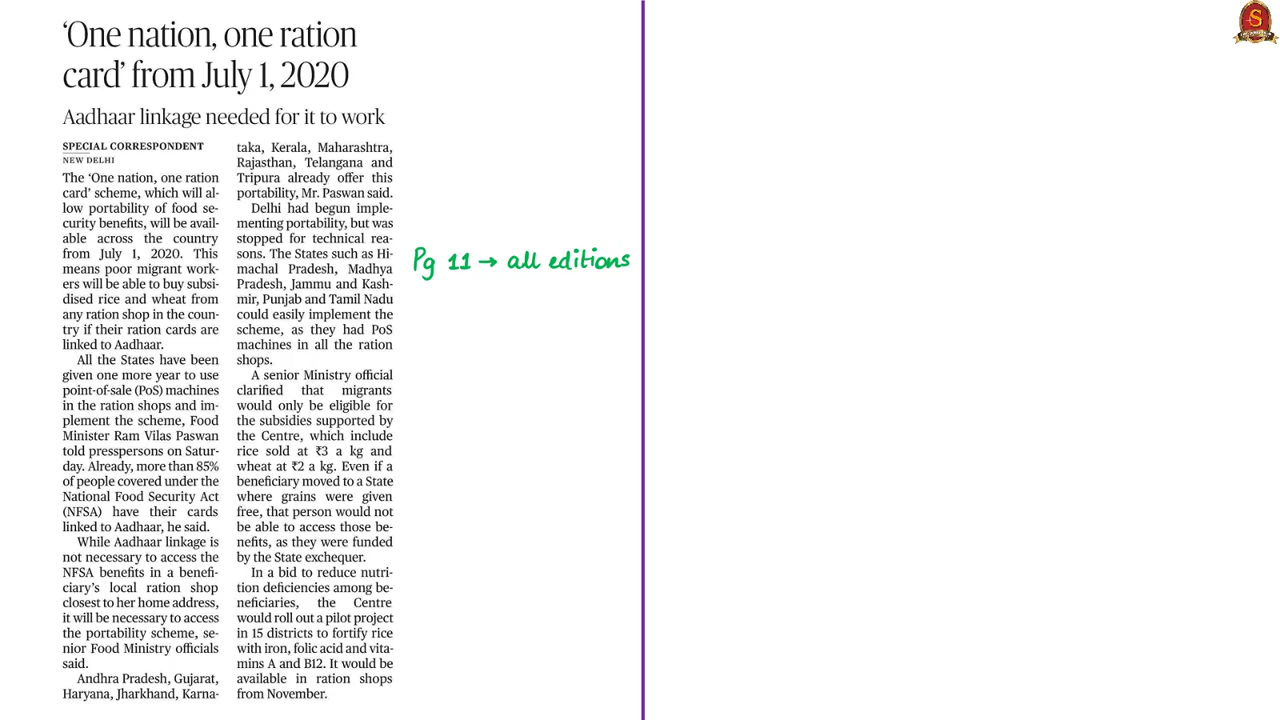 ‘One nation, one ration
card’ from July 1, 2020
Aadhaar linkage needed for it to work
SPECIAL CORRESPONDENT
NEW DELHI
The ‘One nation, one ration
card’ scheme, which will al-
low portability of food se-
curity benefits, will be avail-
able across the country
from July 1, 2020. This
means poor migrant work-
ers will be able to buy subsi-
dised rice and wheat from
any ration shop in the coun-
try if their ration cards are
linked to Aadhaar.
All the States have been
given one more year to use
point-of-sale (PoS) machines
in the ration shops and im-
plement the scheme, Food
Minister Ram Vilas Paswan
told presspersons on Satur-
day. Already, more than 85%
of people covered under the
National Food Security Act
(NFSA) have their cards
linked to Aadhaar, he said.
While Aadhaar linkage is
not necessary to access the
NFSA benefits in a benefi-
ciary’s local ration shop
closest to her home address,
it will be necessary to access
the portability scheme, se-
nior Food Ministry officials
said.
Andhra Pradesh, Gujarat,
Haryana, Jharkhand, Karna-
taka, Kerala, Maharashtra,
Rajasthan, Telangana and
Tripura already offer this
portability, Mr. Paswan said.
Delhi had begun imple-
menting portability, but was
stopped for technical rea-
sons. The States such as Hi-
machal Pradesh, Madhya
Pradesh, Jammu and Kash-
mir, Punjab and Tamil Nadu
could easily implement the
scheme, as they had PoS
machines in all the ration
shops.
A senior Ministry official
clarified that migrants
would only be eligible for
the subsidies supported by
the Centre, which include
rice sold at ₹3 a kg and
wheat at ₹2 a kg. Even if a
beneficiary moved to a State
where grains were given
free, that person would not
be able to access those be-
nefits, as they were funded
by the State exchequer.
In a bid to reduce nutri-
tion deficiencies among be-
neficiaries, the Centre
would roll out a pilot project
in 15 districts to fortify rice
with iron, folic acid and vita-
mins A and B12. It would be
available in ration shops
from November.
Pg 11 → all editions
S